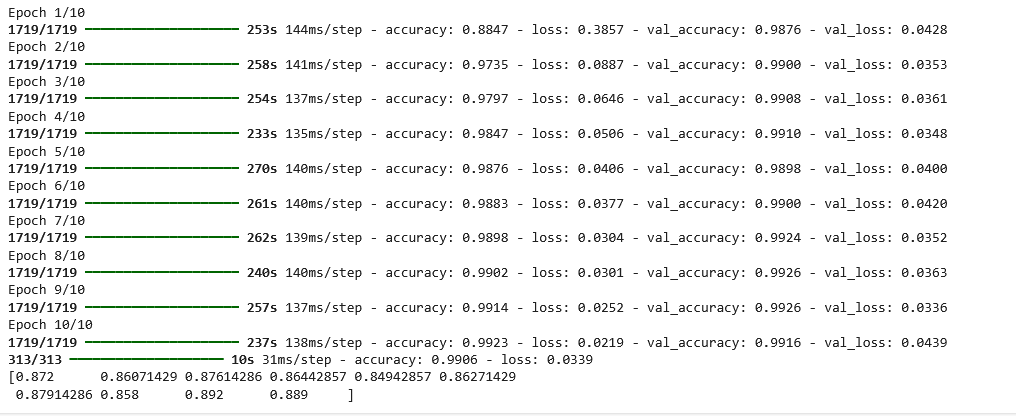 Epoch 1/10
1719/1719 ━━━━━━━━━━━━━━━━━━━━ 253s 144ms/step - accuracy: 0.8847 - loss: 0.3857 - val_accuracy: 0.9876 - val_loss: 0.0428
Epoch 2/10
1719/1719 ━━━━━━━━━━━━━━━━━━━━ 258s 141ms/step - accuracy: 0.9735 - loss: 0.0887 - val_accuracy: 0.9900 - val_loss: 0.0353
Epoch 3/10
1719/1719 ━━━━━━━━━━━━━━━━━━━━ 254s 137ms/step - accuracy: 0.9797 - loss: 0.0646 - val_accuracy: 0.9908 - val_loss: 0.0361
Epoch 4/10
1719/1719 ━━━━━━━━━━━━━━━━━━━━ 233s 135ms/step - accuracy: 0.9847 - loss: 0.0506 - val_accuracy: 0.9910 - val_loss: 0.0348
Epoch 5/10
1719/1719 ━━━━━━━━━━━━━━━━━━━━ 270s 140ms/step - accuracy: 0.9876 - loss: 0.0406 - val_accuracy: 0.9898 - val_loss: 0.0400
Epoch 6/10
1719/1719 ━━━━━━━━━━━━━━━━━━━━ 261s 140ms/step - accuracy: 0.9883 - loss: 0.0377 - val_accuracy: 0.9900 - val_loss: 0.0420
Epoch 7/10
1719/1719 ━━━━━━━━━━━━━━━━━━━━ 262s 139ms/step - accuracy: 0.9898 - loss: 0.0304 - val_accuracy: 0.9924 - val_loss: 0.0352
Epoch 8/10
1719/1719 ━━━━━━━━━━━━━━━━━━━━ 240s 140ms/step - accuracy: 0.9902 - loss: 0.0301 - val_accuracy: 0.9926 - val_loss: 0.0363
Epoch 9/10
1719/1719 ━━━━━━━━━━━━━━━━━━━━ 257s 137ms/step - accuracy: 0.9914 - loss: 0.0252 - val_accuracy: 0.9926 - val_loss: 0.0336
Epoch 10/10
1719/1719 ━━━━━━━━━━━━━━━━━━━━ 237s 138ms/step - accuracy: 0.9923 - loss: 0.0219 - val_accuracy: 0.9916 - val_loss: 0.0439
313/313 ━━━━━━━━━━━━━━━━━━━━ 10s 31ms/step - accuracy: 0.9906 - loss: 0.0339
[0.872      0.86071429 0.87614286 0.86442857 0.84942857 0.86271429
 0.87914286 0.858      0.892      0.889     ]